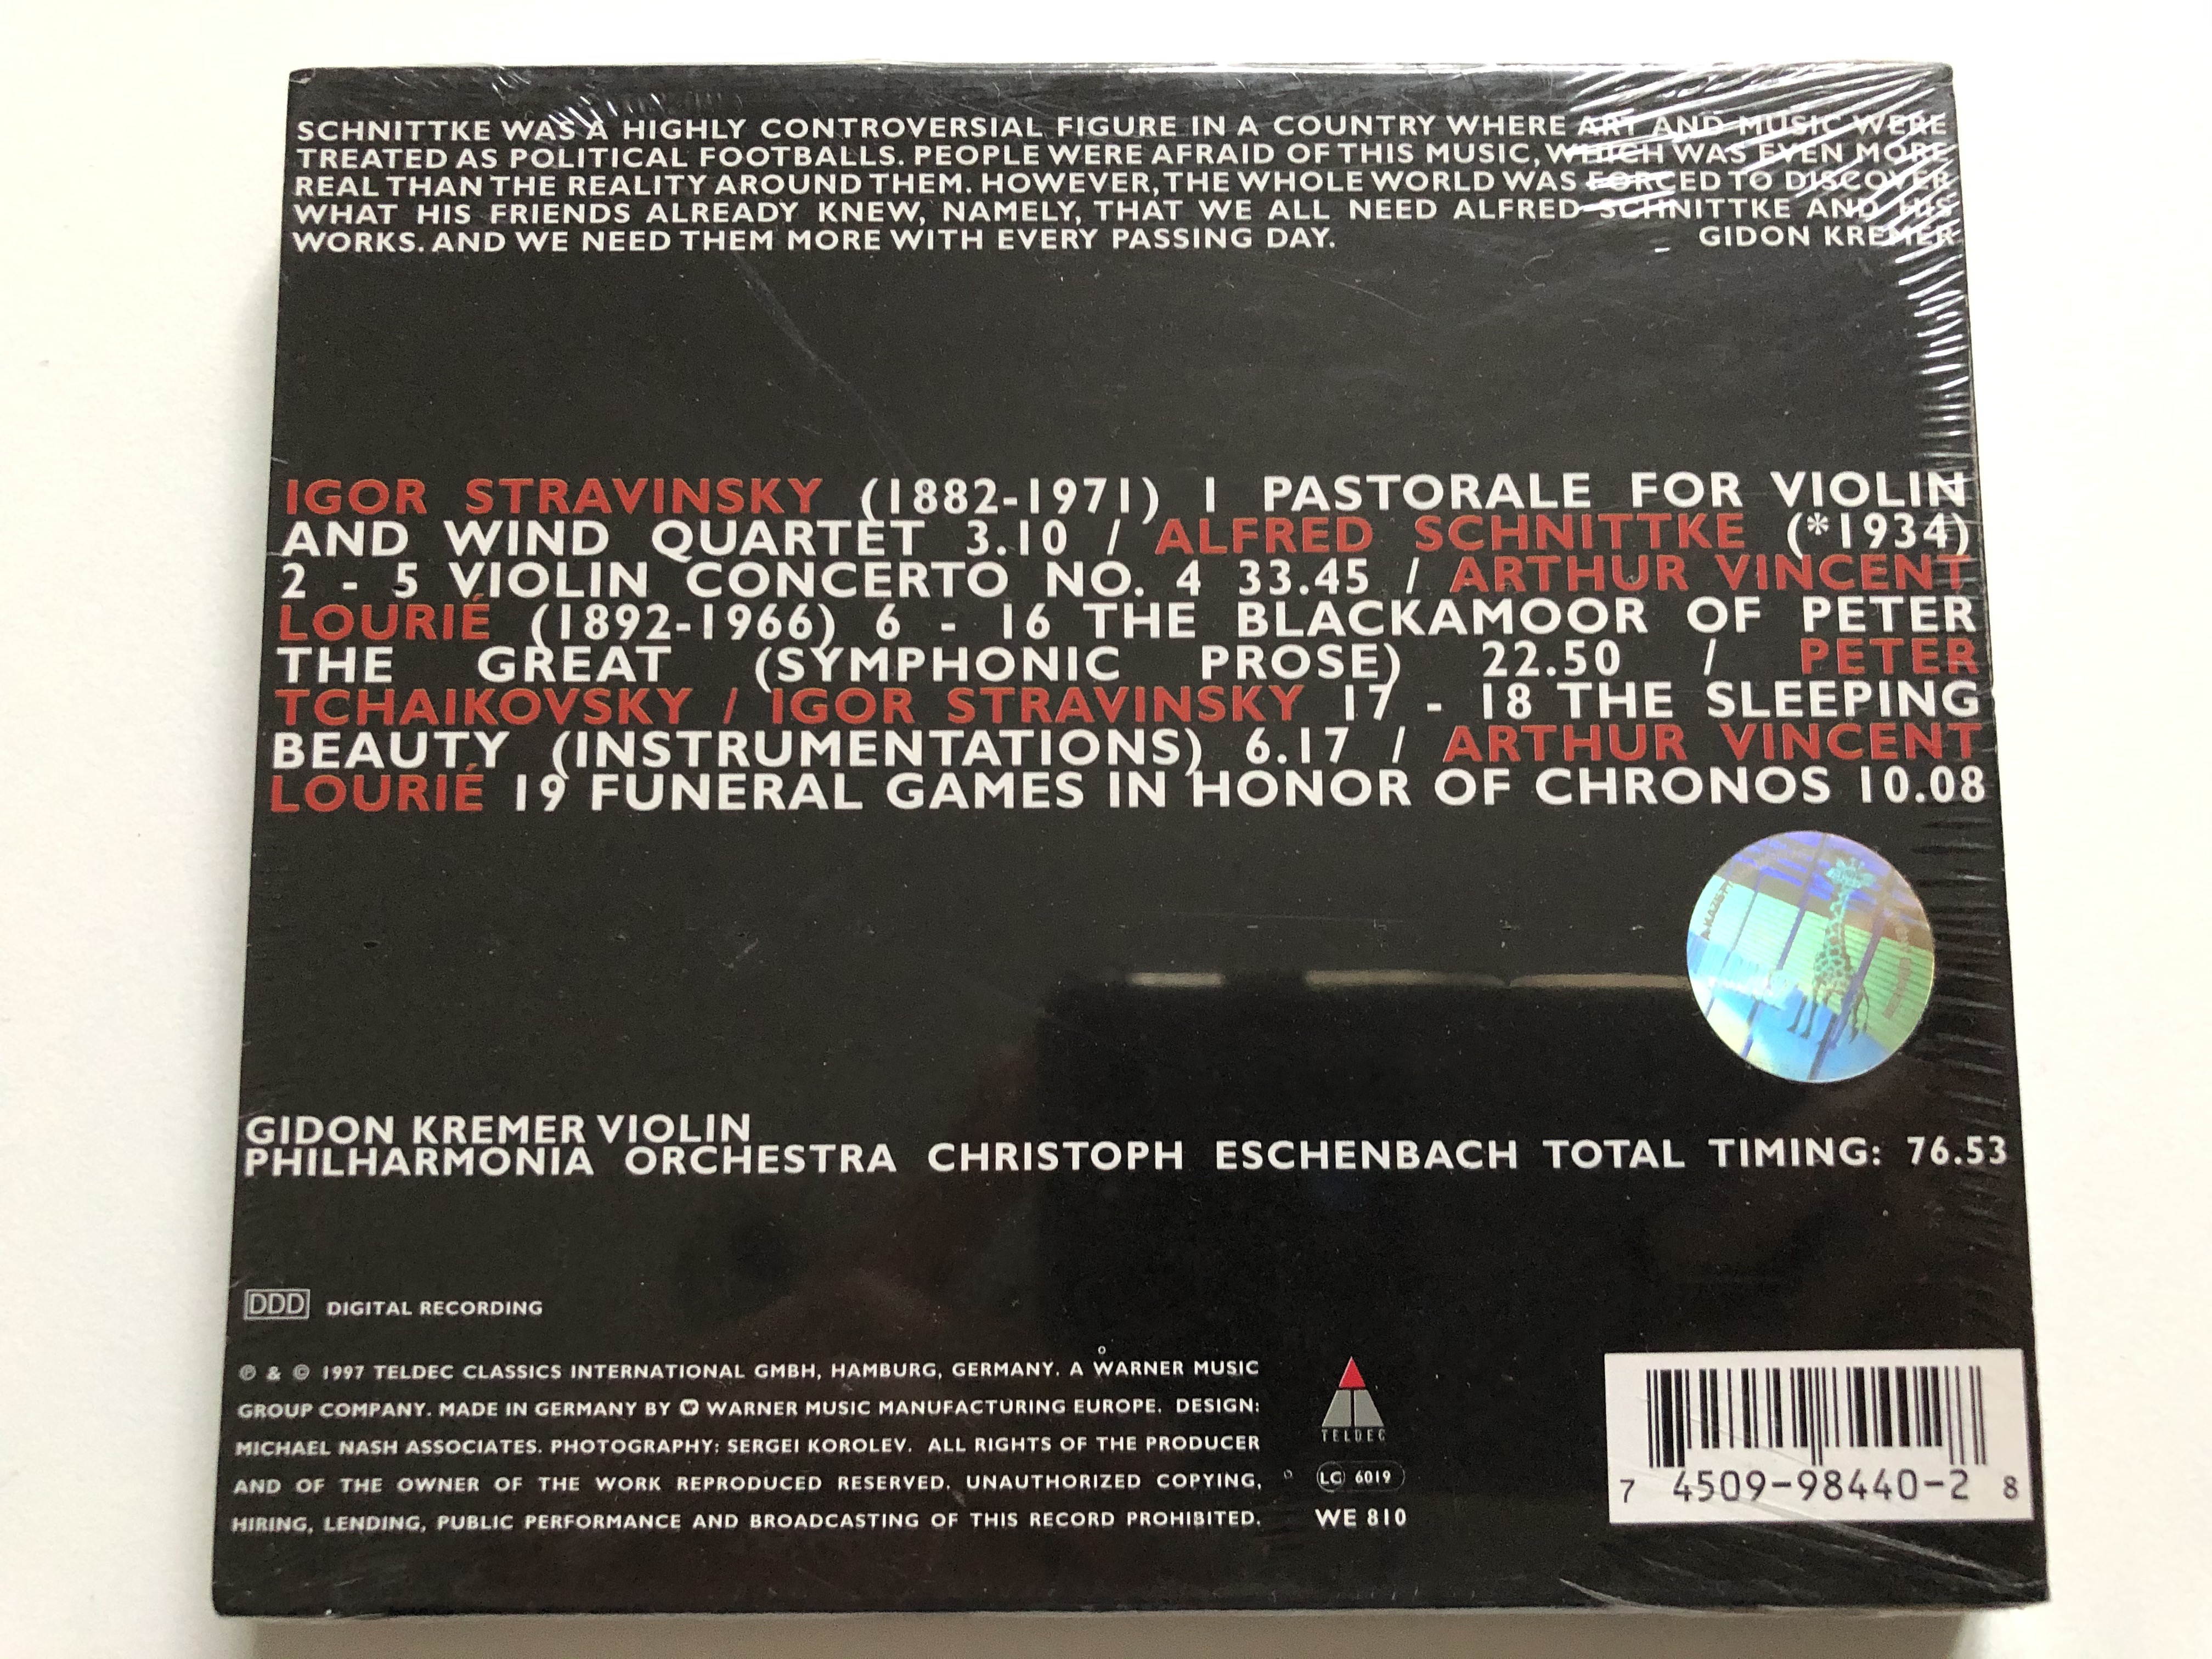 SCHNITTKE WAS A HIGHLY CONTROVERSIAL FIGURE IN A COUNTRY WHERE ART AND MUSIC WERE
TREATED AS POLITICAL FOOTBALLS. PEOPLE WERE AFRAID OF THIS MUSIC, WHICH WAS EVEN MORE
REAL THAN THE REALITY AROUND THEM. HOWEVER, THE WHOLE WORLD WAS FORCED TO DISCOVER
WHAT HIS FRIENDS ALREADY KNEW, NAMELY, THAT WE ALL NEED ALFRED SCHNITTKE AND HIS
WORKS. AND WE NEED THEM MORE WITH EVERY PASSING DAY. GIDON KREMER
IGOR STRAVINSKY (1882-1971) 1 PASTORALE FOR VIOLIN
AND WIND QUARTET 3.10 / ALFRED SCHNITTKE (*1934)
2 - 5 VIOLIN CONCERTO NO. 4 33.45 / ARTHUR VINCENT
LOURIÉ (1892-1966) 6 - 16 THE BLACKAMOOR OF PETER
THE GREAT (SYMPHONIC PROSE) 22.50 / PETER
TCHAIKOVSKY / IGOR STRAVINSKY 17 - 18 THE SLEEPING
BEAUTY (INSTRUMENTATIONS) 6.17 / ARTHUR VINCENT
LOURIÉ 19 FUNERAL GAMES IN HONOR OF CHRONOS 10.08
GIDON KREMER VIOLIN
PHILHARMONIA ORCHESTRA CHRISTOPH ESCHENBACH TOTAL TIMING: 76.53
DDD DIGITAL RECORDING
℗ & © 1997 TELDEC CLASSICS INTERNATIONAL GMBH, HAMBURG, GERMANY. A WARNER MUSIC
GROUP COMPANY. MADE IN GERMANY BY WARNER MUSIC MANUFACTURING EUROPE. DESIGN:
MICHAEL NASH ASSOCIATES. PHOTOGRAPHY: SERGEI KOROLEV. ALL RIGHTS OF THE PRODUCER
AND OF THE OWNER OF THE WORK REPRODUCED RESERVED. UNAUTHORIZED COPYING,
HIRING, LENDING, PUBLIC PERFORMANCE AND BROADCASTING OF THIS RECORD PROHIBITED.
TELDEC
LC 6019
WE 810
7 4509-98440-2 8